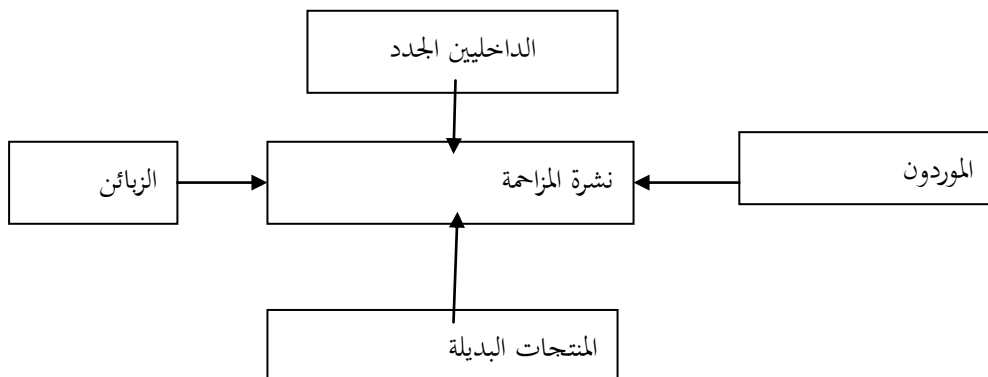 الداخليين الجدد
الموردون
نشرة المزاحمة
الزبائن
المنتجات البديلة